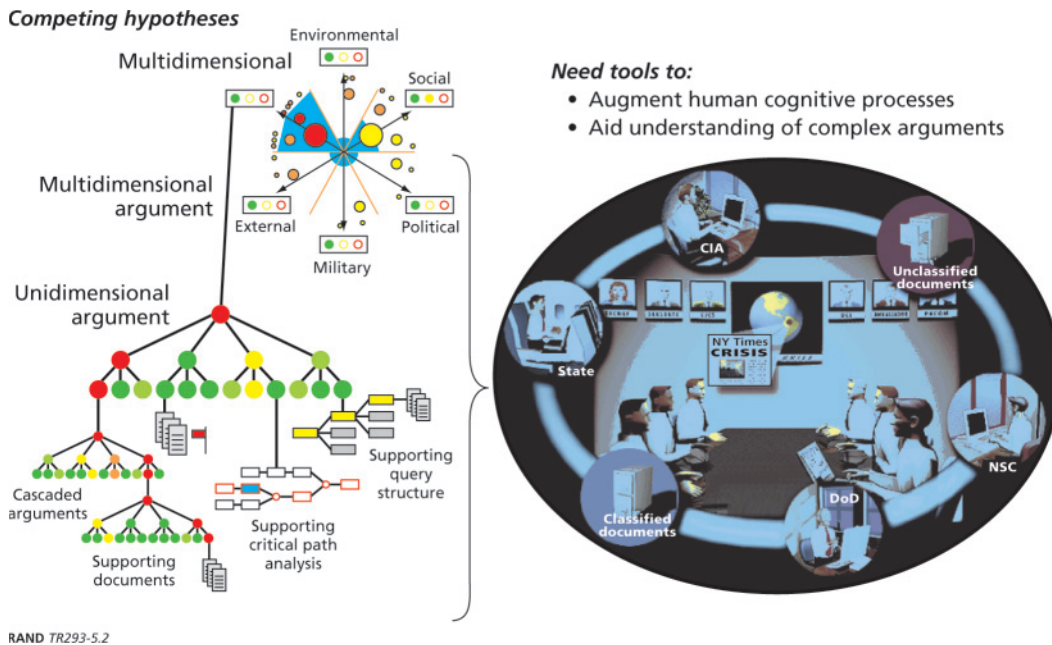 Competing hypotheses
Multidimensional
Environmental
Social
Multidimensional
argument
External
Political
Military
Unidimensional
argument
Cascaded
arguments
Supporting
documents
Supporting
critical path
analysis
Supporting
query
structure
Need tools to:
• Augment human cognitive processes
• Aid understanding of complex arguments
CIA
Unclassified
documents
State
NY Times
CRISIS
NSC
Classified
documents
DoD
RAND TR293-5.2